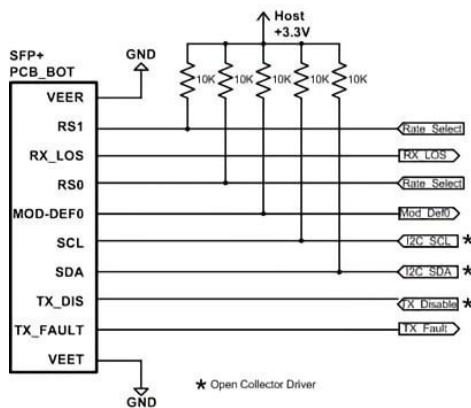 Host
+3.3V
SFP+
PCB_BOT
GND
10K 10K 10K 10K 10K
VEER
RS1 Rate_Select
RX_LOS RX_LOS
RS0 Rate_Select
MOD-DEF0 Mod_Def0
SCL I2C_SCL *
SDA I2C_SDA *
TX_DIS TX_Disable *
TX_FAULT TX_Fault
VEET
* Open Collector Driver
GND